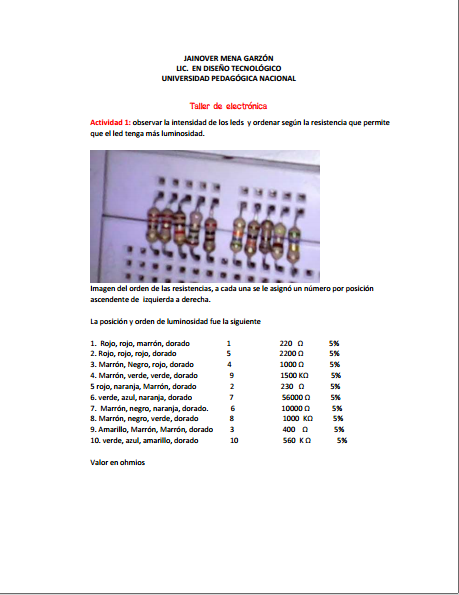 JAINOVER MENA GARZÓN
LIC. EN DISEÑO TECNOLÓGICO
UNIVERSIDAD PEDAGÓGICA NACIONAL
Taller de electrónica
Actividad 1: observar la intensidad de los leds y ordenar según la resistencia que permite
que el led tenga más luminosidad.
Imagen del orden de las resistencias, a cada una se le asignó un número por posición
ascendente de izquierda a derecha.
La posición y orden de luminosidad fue la siguiente
1. Rojo, rojo, marrón, dorado 1 220 Ω 5%
2. Rojo, rojo, rojo, dorado 5 2200 Ω 5%
3. Marrón, Negro, rojo, dorado 4 1000 Ω 5%
4. Marrón, verde, verde, dorado 9 1500 KΩ 5%
5 rojo, naranja, Marrón, dorado 2 230 Ω 5%
6. verde, azul, naranja, dorado 7 56000 Ω 5%
7. Marrón, negro, naranja, dorado. 6 10000 Ω 5%
8. Marrón, negro, verde, dorado 8 1000 KΩ 5%
9. Amarillo, Marrón, Marrón, dorado 3 400 Ω 5%
10. verde, azul, amarillo, dorado 10 560 K Ω 5%
Valor en ohmios